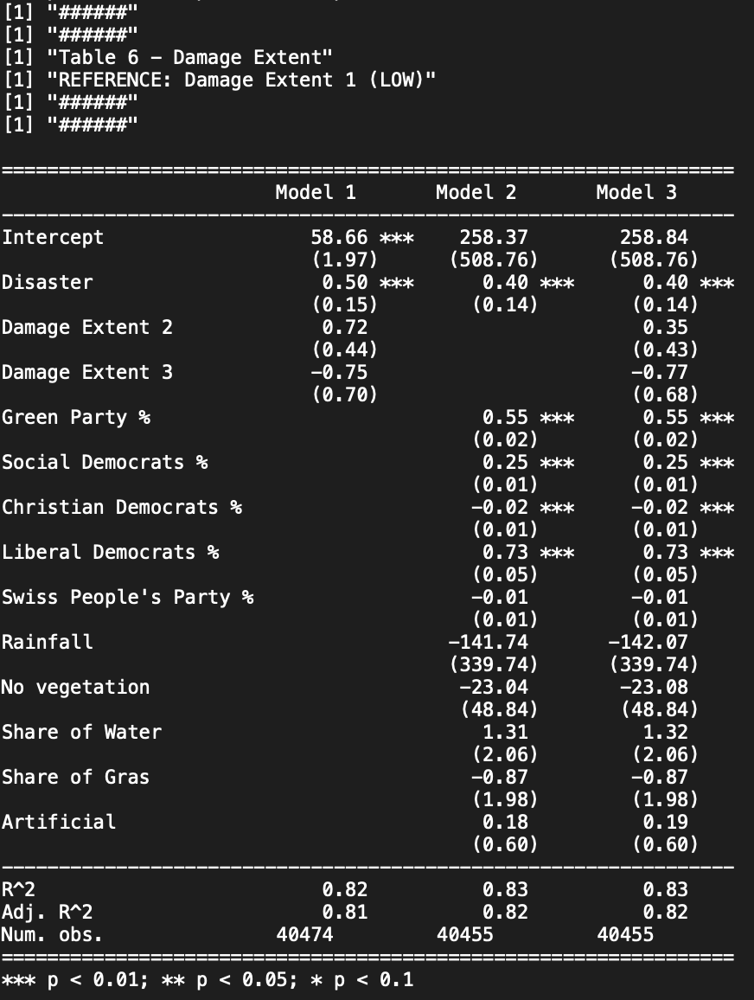 [1] "######"
[1] "######"
[1] "Table 6 - Damage Extent"
[1] "REFERENCE: Damage Extent 1 (LOW)"
[1] "######"
[1] "######"
=================================================================
                        Model 1       Model 2       Model 3
-----------------------------------------------------------------
Intercept                  58.66 ***    258.37        258.84
                           (1.97)      (508.76)      (508.76)
Disaster                    0.50 ***      0.40 ***      0.40 ***
                           (0.15)        (0.14)        (0.14)
Damage Extent 2             0.72                        0.35
                           (0.44)                      (0.43)
Damage Extent 3            -0.75                       -0.77
                           (0.70)                      (0.68)
Green Party %                             0.55 ***      0.55 ***
                                         (0.02)        (0.02)
Social Democrats %                        0.25 ***      0.25 ***
                                         (0.01)        (0.01)
Christian Democrats %                    -0.02 ***     -0.02 ***
                                         (0.01)        (0.01)
Liberal Democrats %                       0.73 ***      0.73 ***
                                         (0.05)        (0.05)
Swiss People's Party %                   -0.01         -0.01
                                         (0.01)        (0.01)
Rainfall                               -141.74       -142.07
                                       (339.74)      (339.74)
No vegetation                           -23.04        -23.08
                                        (48.84)       (48.84)
Share of Water                            1.31          1.32
                                         (2.06)        (2.06)
Share of Gras                            -0.87         -0.87
                                         (1.98)        (1.98)
Artificial                                0.18          0.19
                                         (0.60)        (0.60)
-----------------------------------------------------------------
R^2                         0.82          0.83          0.83
Adj. R^2                    0.81          0.82          0.82
Num. obs.               40474         40455         40455
=================================================================
*** p < 0.01; ** p < 0.05; * p < 0.1